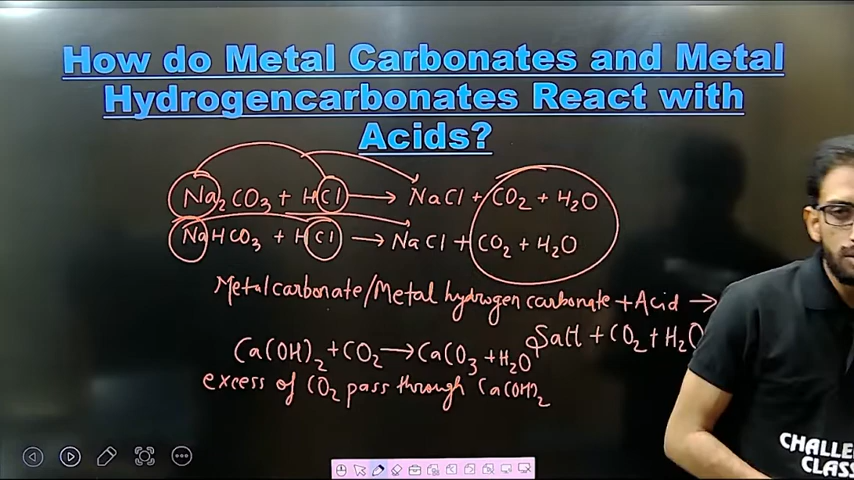 How do Metal Carbonates and Metal
Hydrogencarbonates React with
Acids?
Na₂CO₃ + HCl → NaCl + CO₂ + H₂O
NaHCO₃ + HCl → NaCl + CO₂ + H₂O
Metal carbonate/Metal hydrogen carbonate + Acid →
Salt + CO₂ + H₂O
Ca(OH)₂ + CO₂ → CaCO₃ + H₂O
excess of CO₂ pass through Ca(OH)₂
CHALLE
CLASS